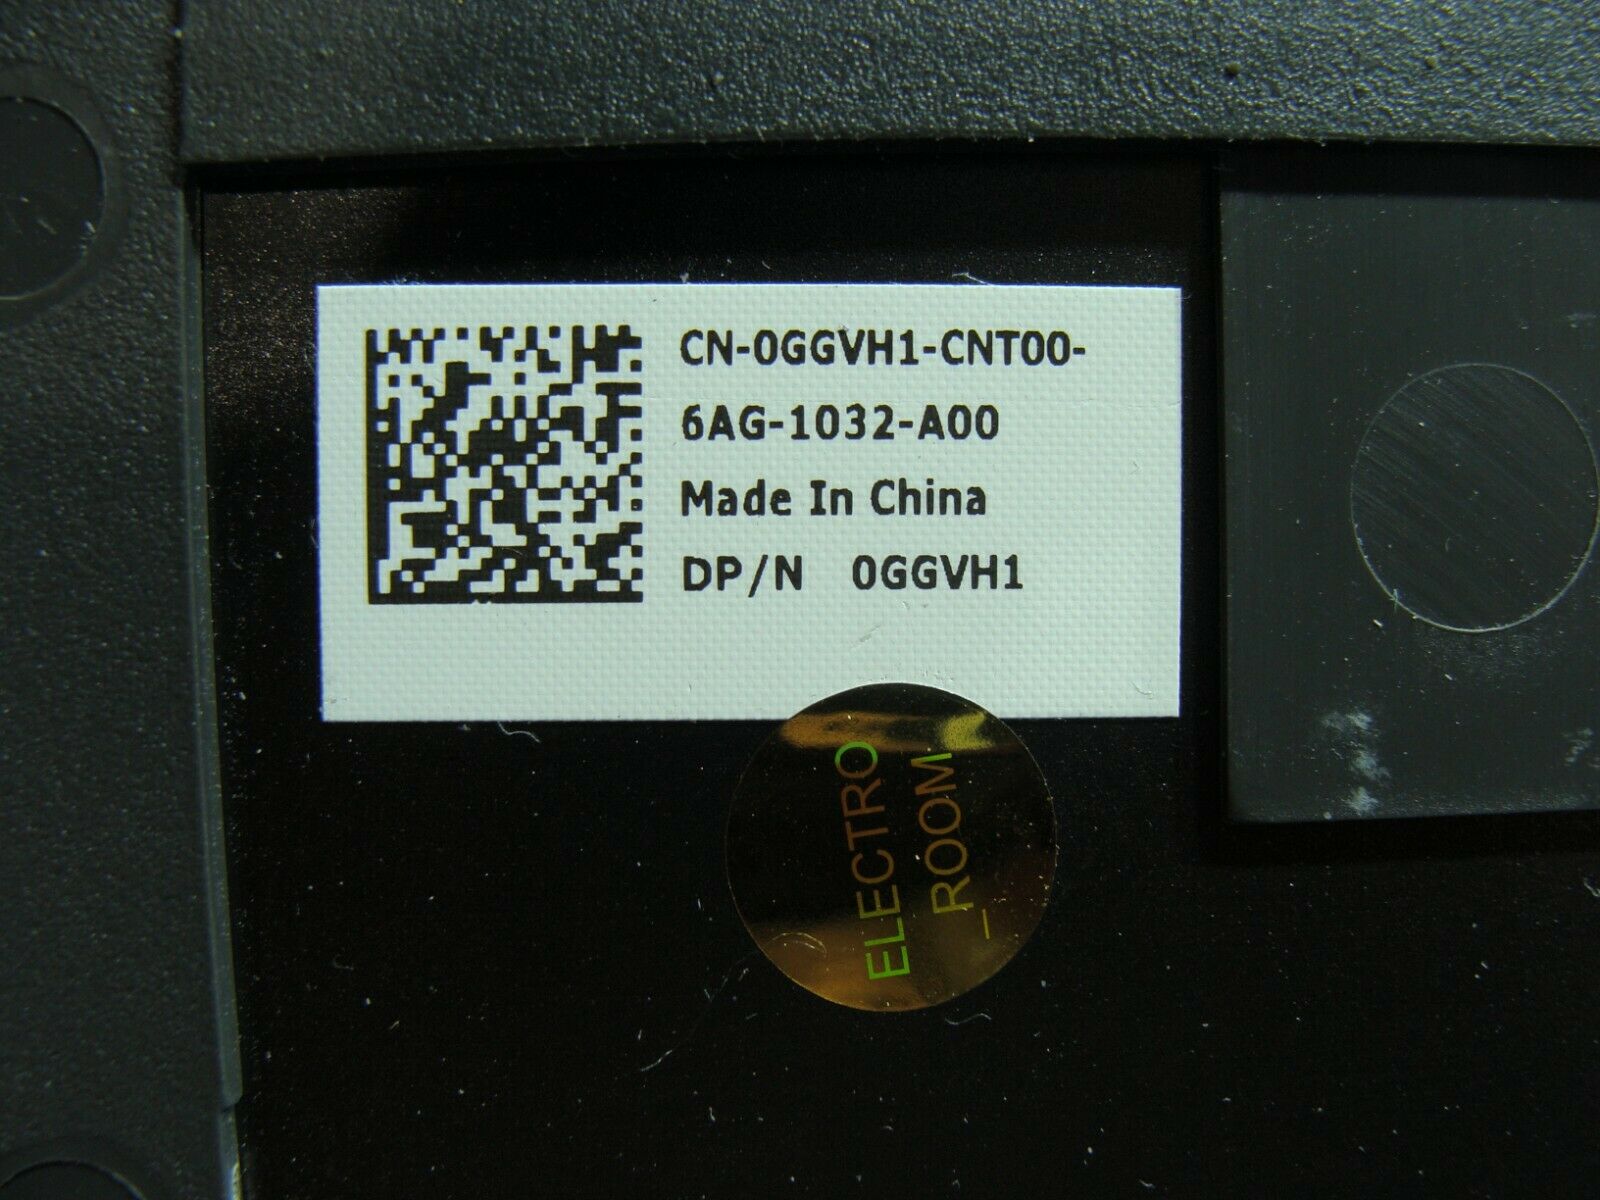 CN-0GGVH1-CNT00-
6AG-1032-A00
Made In China
DP/N 0GGVH1
ELECTRO
_ROOM